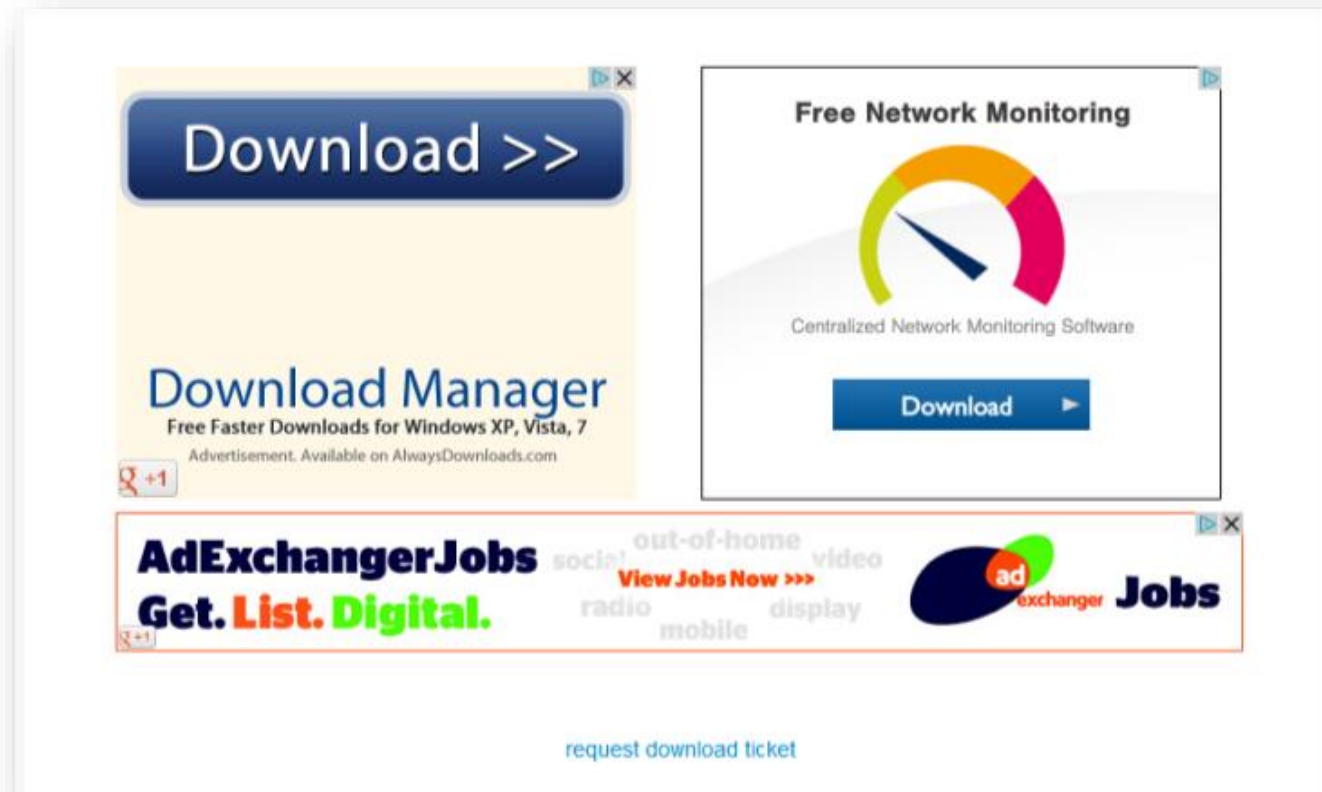 Download >>
Download Manager
Free Faster Downloads for Windows XP, Vista, 7
Advertisement. Available on AlwaysDownloads.com
g +1
Free Network Monitoring
Centralized Network Monitoring Software
Download
AdExchangerJobs
Get. List. Digital.
g +1
out-of-home
social video
View Jobs Now >>>
radio display
mobile
ad
exchanger Jobs
request download ticket